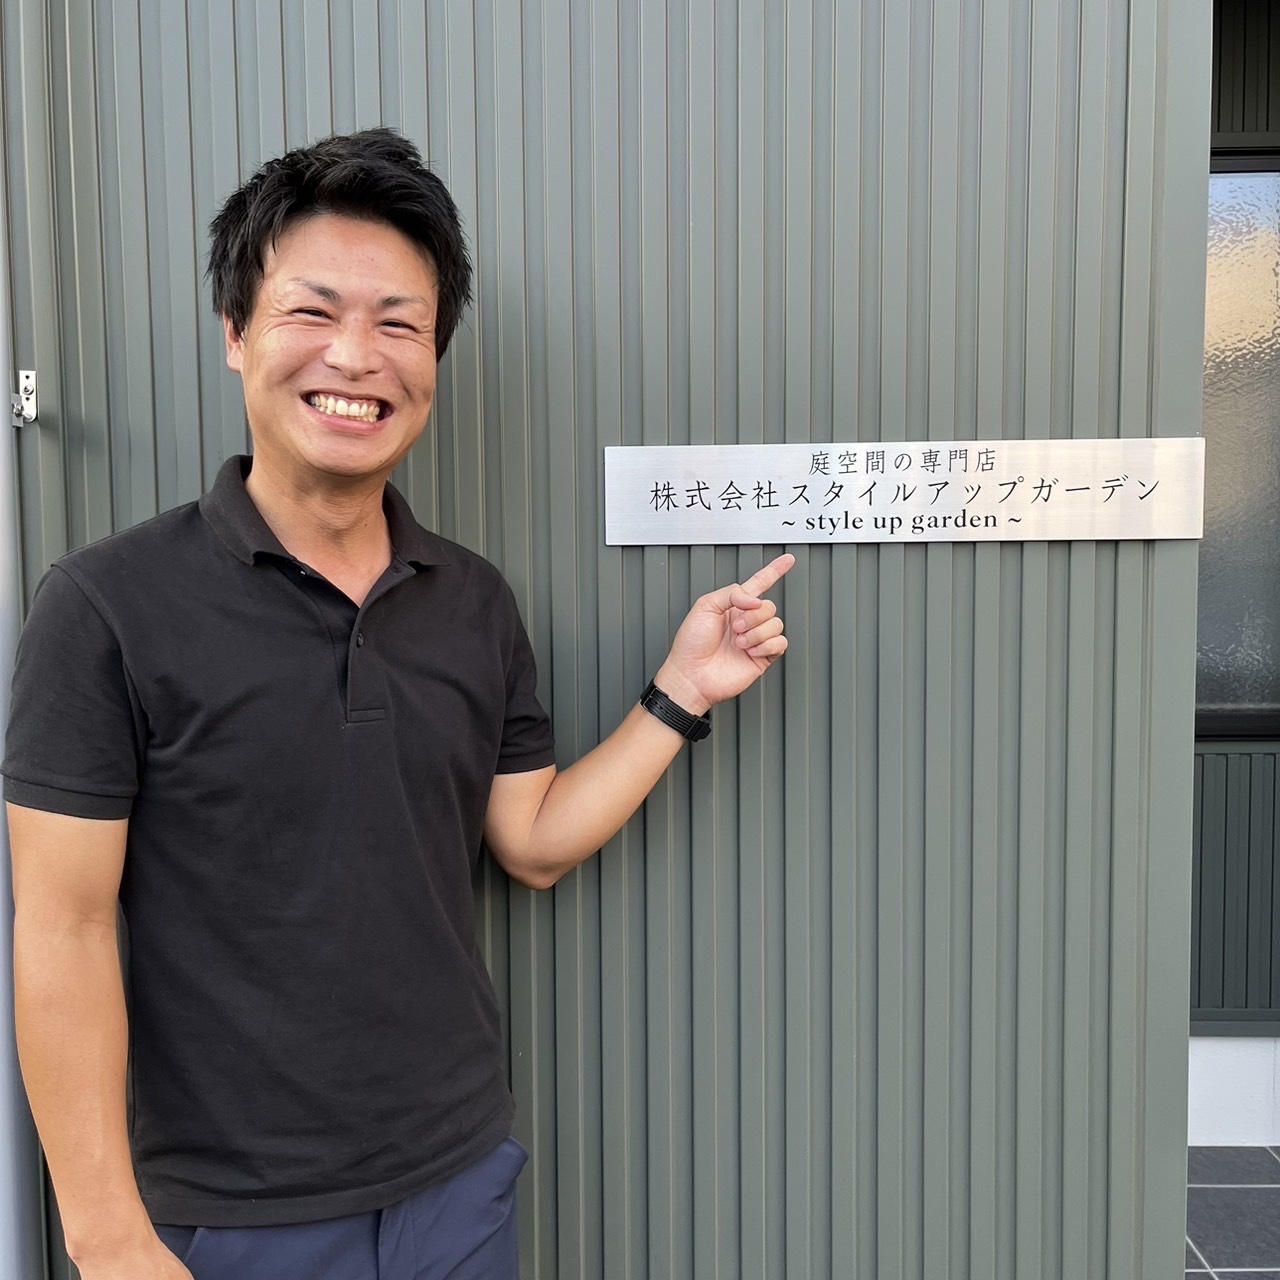 庭空間の専門店
株式会社スタイルアップガーデン
~ style up garden ~